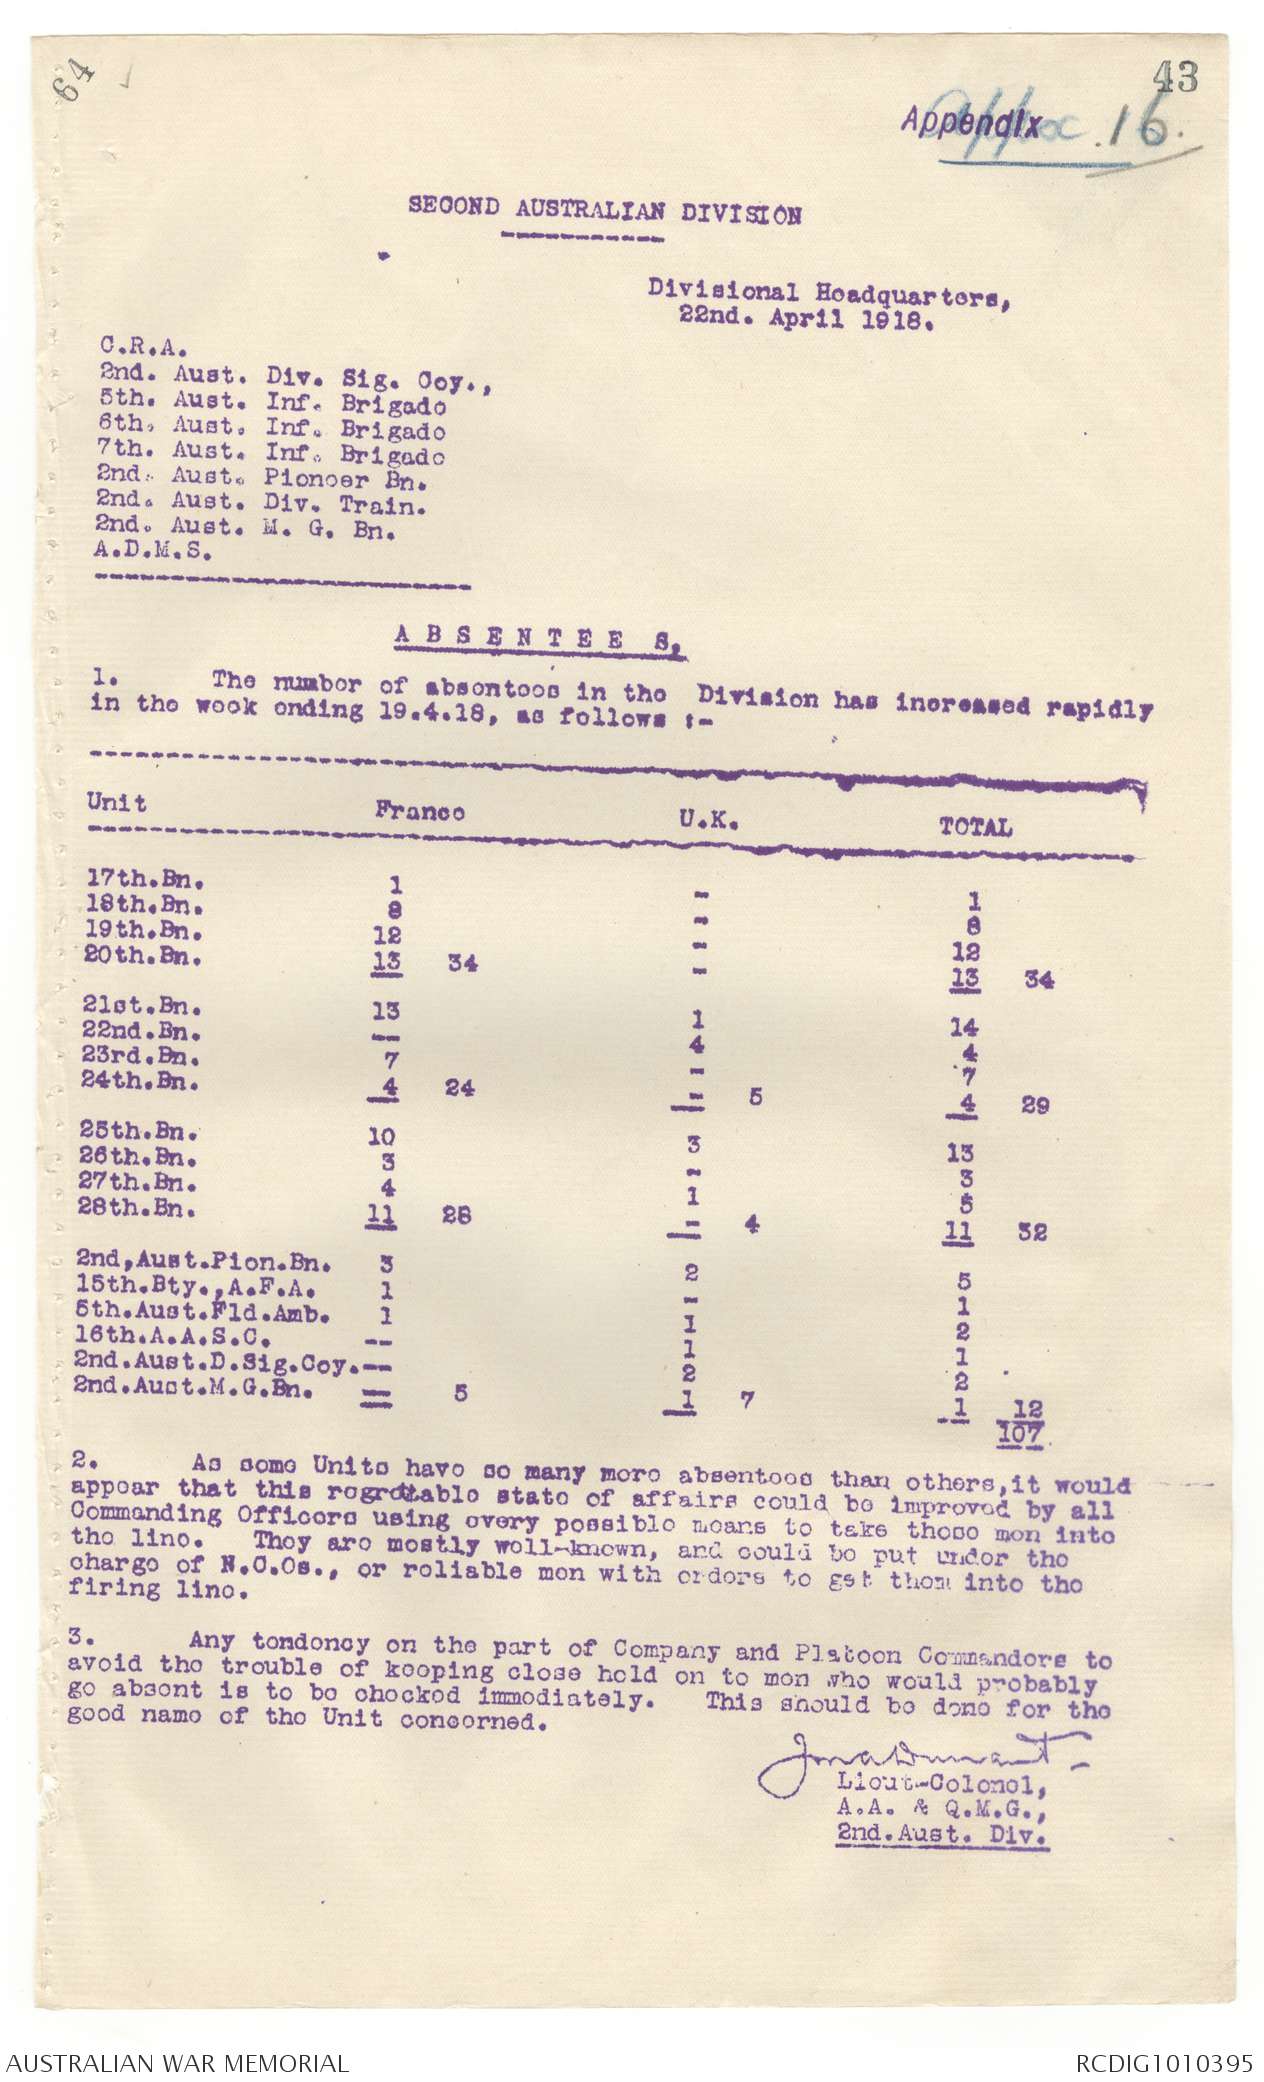 64
43
Appendix 16.
SECOND AUSTRALIAN DIVISION
Divisional Headquarters,
22nd. April 1918.
C.R.A.
2nd. Aust. Div. Sig. Coy.,
5th. Aust. Inf. Brigade
6th. Aust. Inf. Brigade
7th. Aust. Inf. Brigade
2nd. Aust. Pioneer Bn.
2nd. Aust. Div. Train.
2nd. Aust. M. G. Bn.
A.D.M.S.
A B S E N T E E S,
1. The number of absentees in the Division has increased rapidly
in the week ending 19.4.18, as follows :-
Unit France U.K. TOTAL
17th.Bn. 1 - 1
18th.Bn. 8 - 8
19th.Bn. 12 - 12
20th.Bn. 13 34 - 13 34
21st.Bn. 13 1 14
22nd.Bn. -- 4 4
23rd.Bn. 7 - 7
24th.Bn. 4 24 - 5 4 29
25th.Bn. 10 3 13
26th.Bn. 3 - 3
27th.Bn. 4 1 5
28th.Bn. 11 28 - 4 11 32
2nd,Aust.Pion.Bn. 3 2 5
15th.Bty.,A.F.A. 1 - 1
5th.Aust.Fld.Amb. 1 1 2
16th.A.A.S.C. -- 1 1
2nd.Aust.D.Sig.Coy.-- 2 2
2nd.Aust.M.G.Bn. -- 5 1 7 1 12
107
2. As some Units have so many more absentees than others,it would
appear that this regrettable state of affairs could be improved by all
Commanding Officers using every possible means to take these men into
the line. They are mostly well-known, and could be put under the
charge of N.C.Os., or reliable men with orders to get them into the
firing line.
3. Any tendency on the part of Company and Platoon Commanders to
avoid the trouble of keeping close hold on to men who would probably
go absent is to be checked immediately. This should be done for the
good name of the Unit concerned.
Lieut-Colonel,
A.A. & Q.M.G.,
2nd.Aust. Div.
AUSTRALIAN WAR MEMORIAL
RCDIG1010395